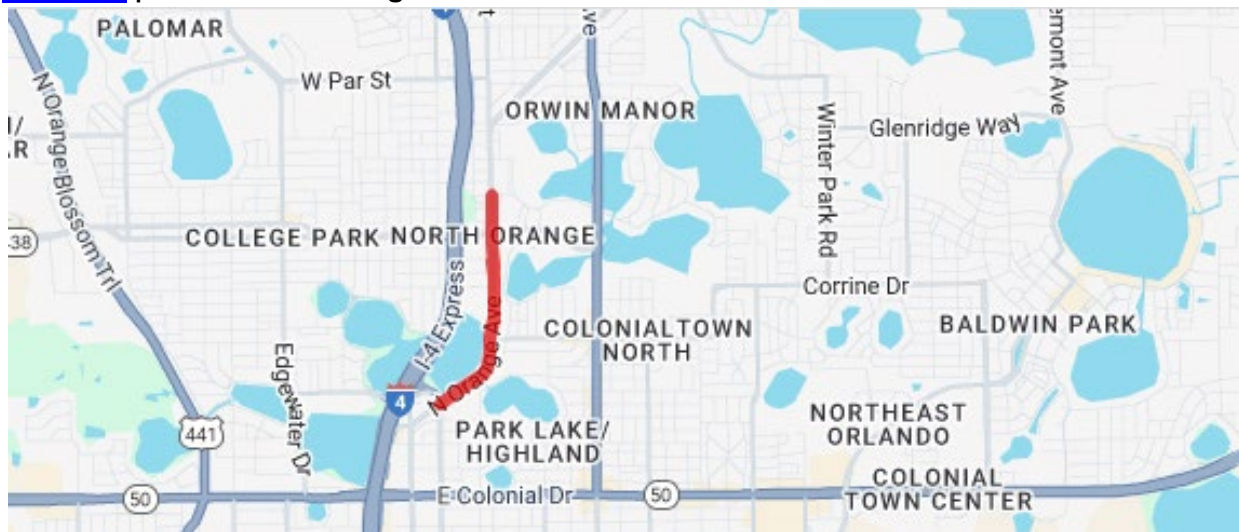 PALOMAR
W Par St
ORWIN MANOR
Winter Park Rd
Glenridge Way
N Orange Blossom Trl
38
COLLEGE PARK
NORTH ORANGE
I-4 Express
N Orange Ave
Corrine Dr
COLONIALTOWN
NORTH
BALDWIN PARK
Edgewater Dr
4
441
PARK LAKE/
HIGHLAND
NORTHEAST
ORLANDO
COLONIAL
TOWN CENTER
50
E Colonial Dr
50